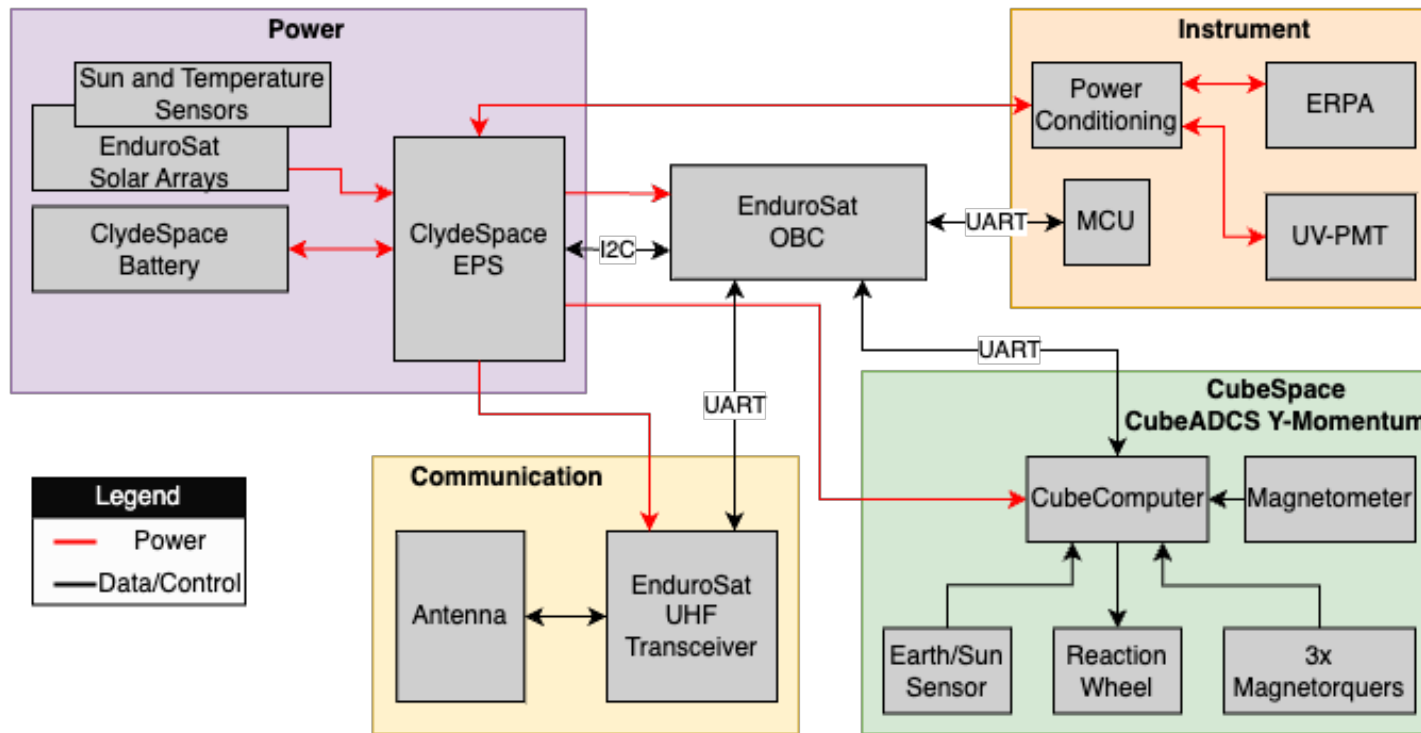 Power
Sun and Temperature
Sensors
EnduroSat
Solar Arrays
ClydeSpace
Battery
ClydeSpace
EPS
I2C
EnduroSat
OBC
UART
Instrument
Power
Conditioning
ERPA
MCU
UV-PMT
UART
UART
CubeSpace
CubeADCS Y-Momentum
CubeComputer
Magnetometer
Earth/Sun
Sensor
Reaction
Wheel
3x
Magnetorquers
Communication
Antenna
EnduroSat
UHF
Transceiver
Legend
Power
Data/Control